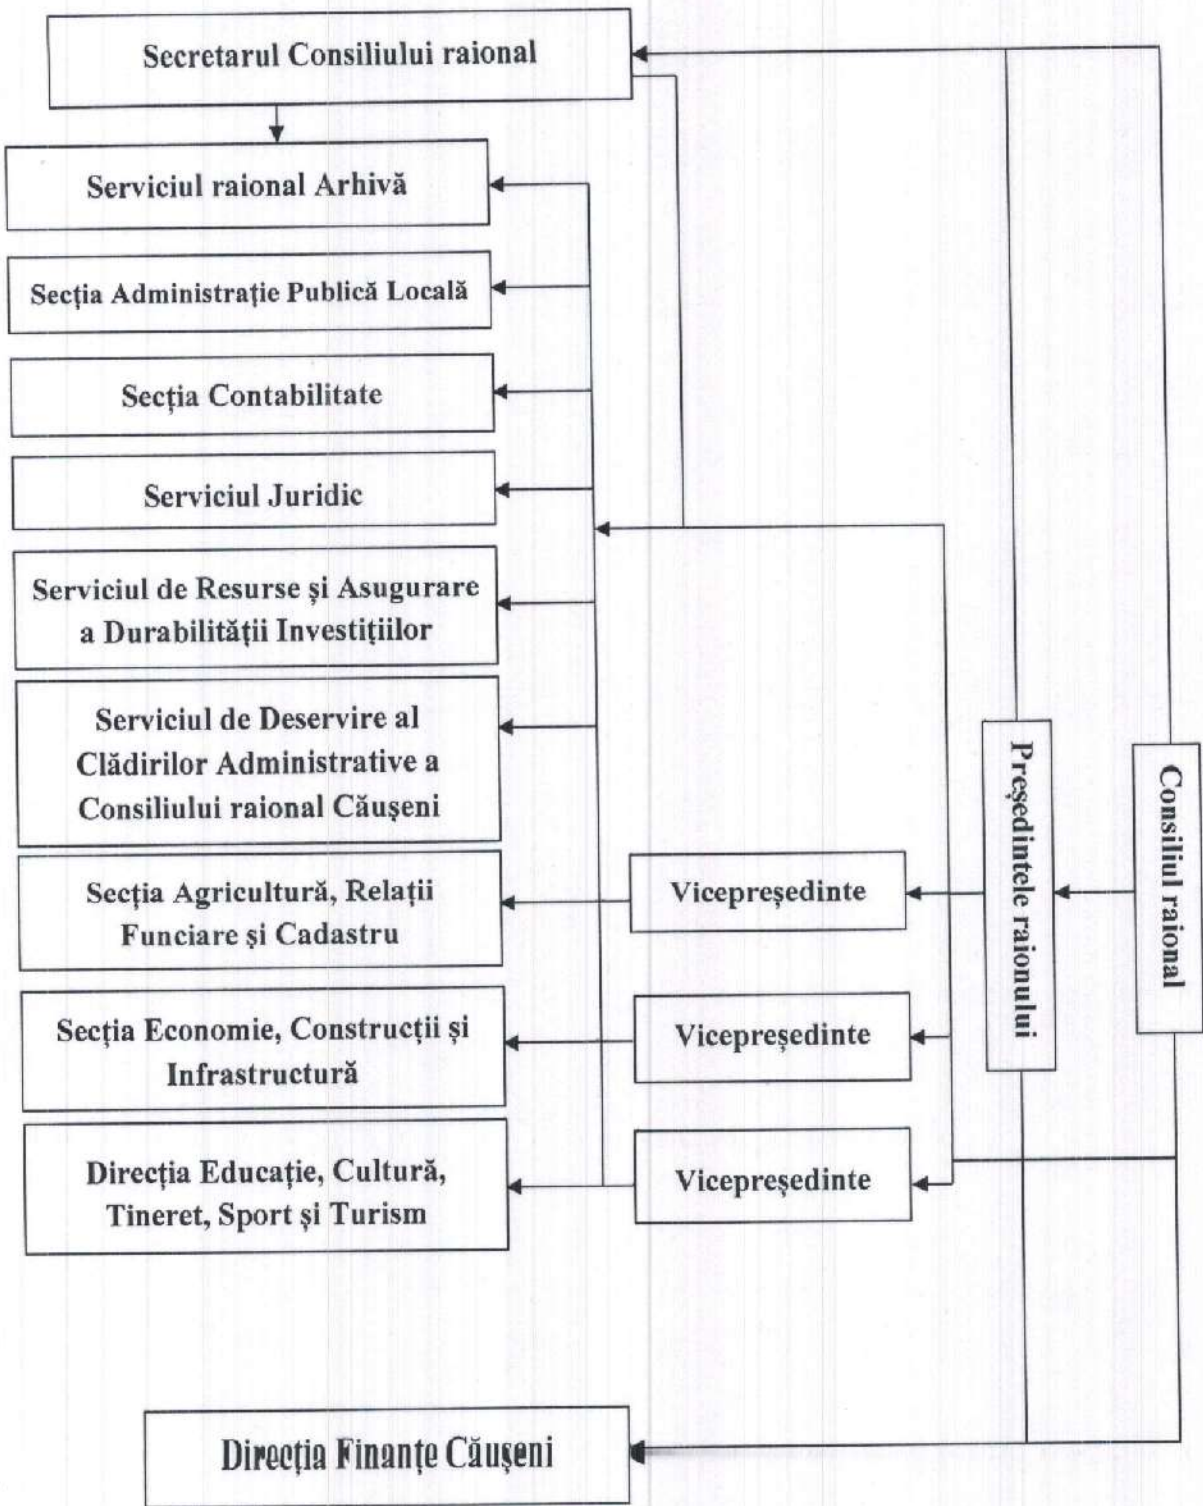 Secretarul Consiliului raional
Serviciul raional Arhivă
Secția Administrație Publică Locală
Secția Contabilitate
Serviciul Juridic
Serviciul de Resurse și Asugurare
a Durabilității Investițiilor
Serviciul de Deservire al
Clădirilor Administrative a
Consiliului raional Căușeni
Secția Agricultură, Relații
Funciare și Cadastru
Vicepreședinte
Președintele raionului
Consiliul raional
Secția Economie, Construcții și
Infrastructură
Vicepreședinte
Direcția Educație, Cultură,
Tineret, Sport și Turism
Vicepreședinte
Direcția Finanțe Căușeni